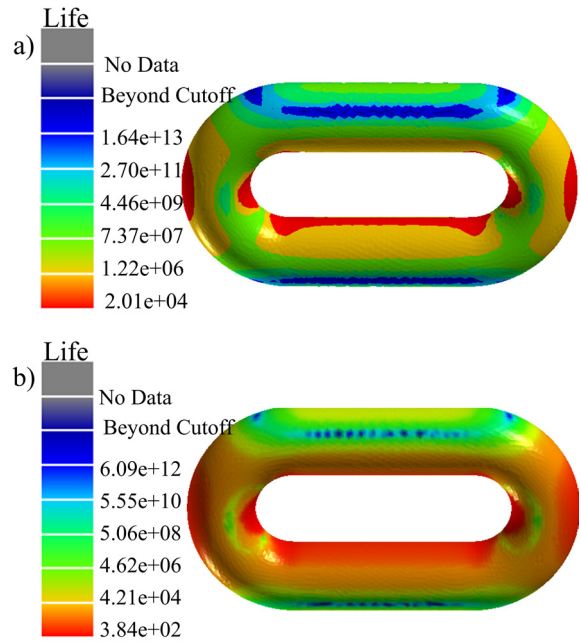 Life
a)
No Data
Beyond Cutoff
1.64e+13
2.70e+11
4.46e+09
7.37e+07
1.22e+06
2.01e+04
Life
b)
No Data
Beyond Cutoff
6.09e+12
5.55e+10
5.06e+08
4.62e+06
4.21e+04
3.84e+02